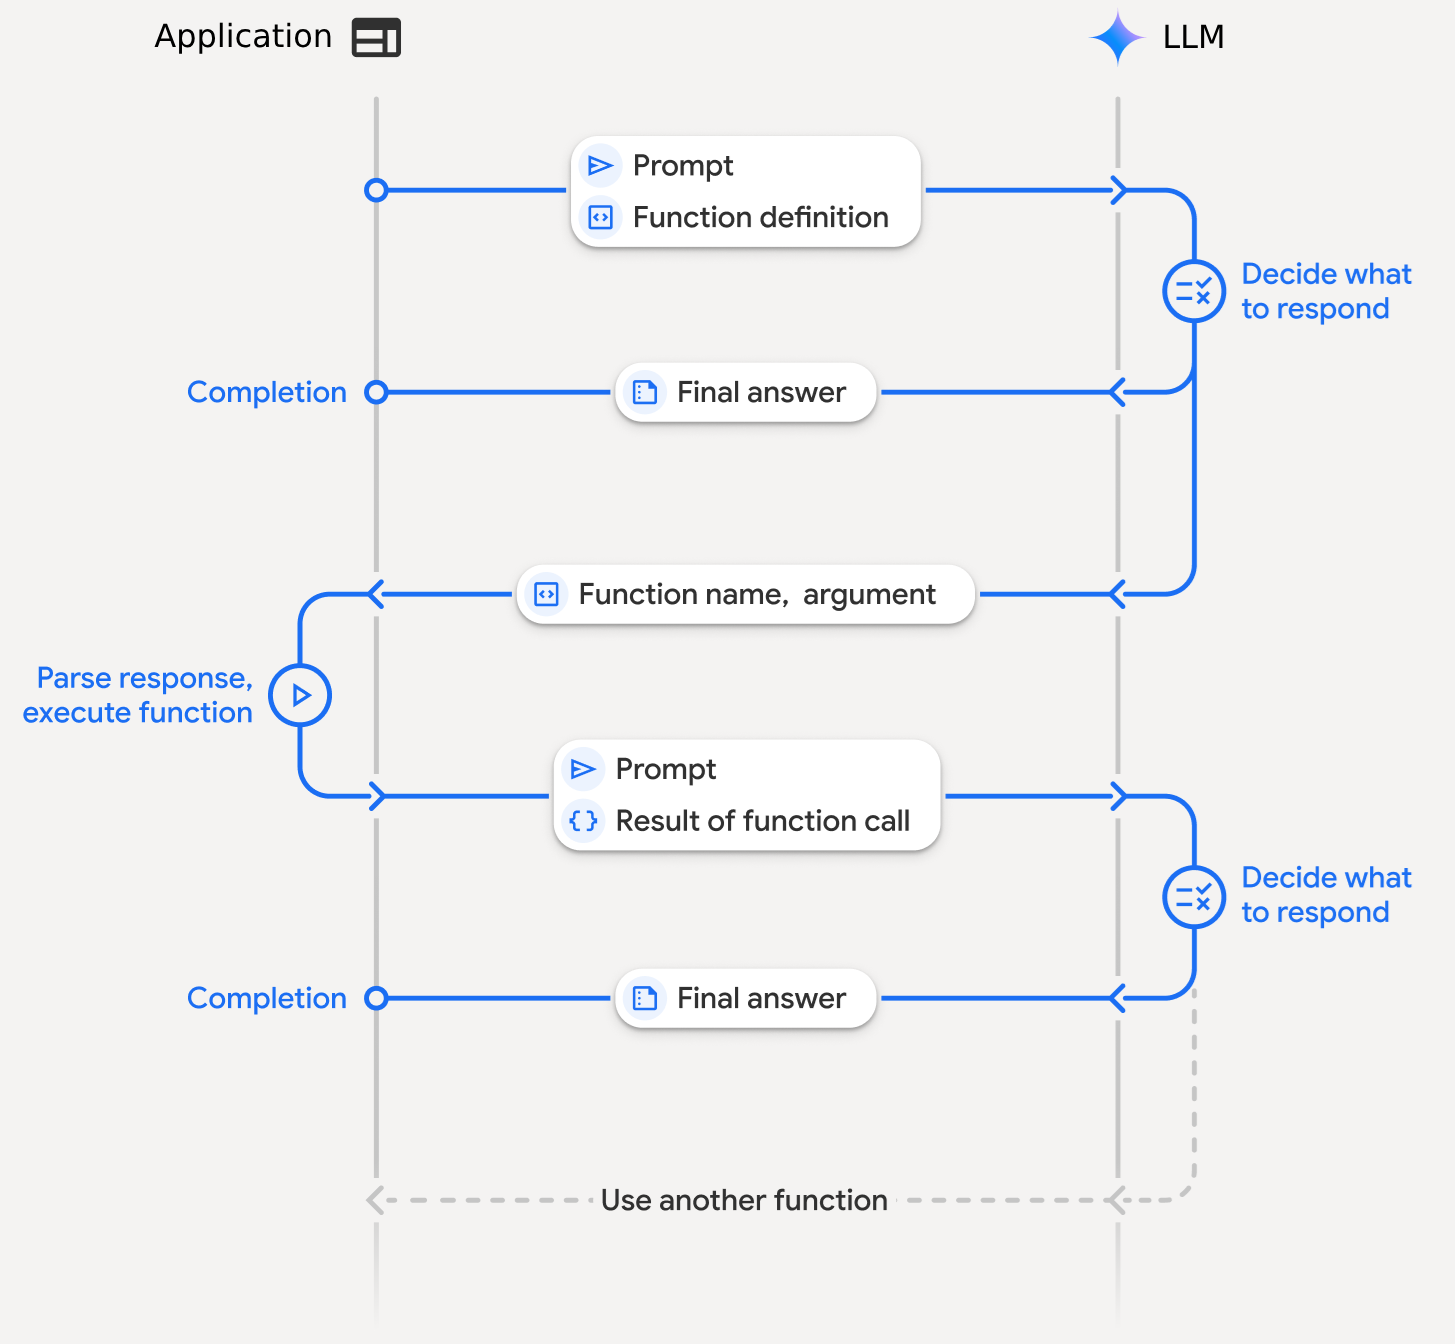 Application
LLM
Prompt
Function definition
Decide what
to respond
Completion
Final answer
Function name,  argument
Parse response,
execute function
Prompt
Result of function call
Decide what
to respond
Completion
Final answer
Use another function